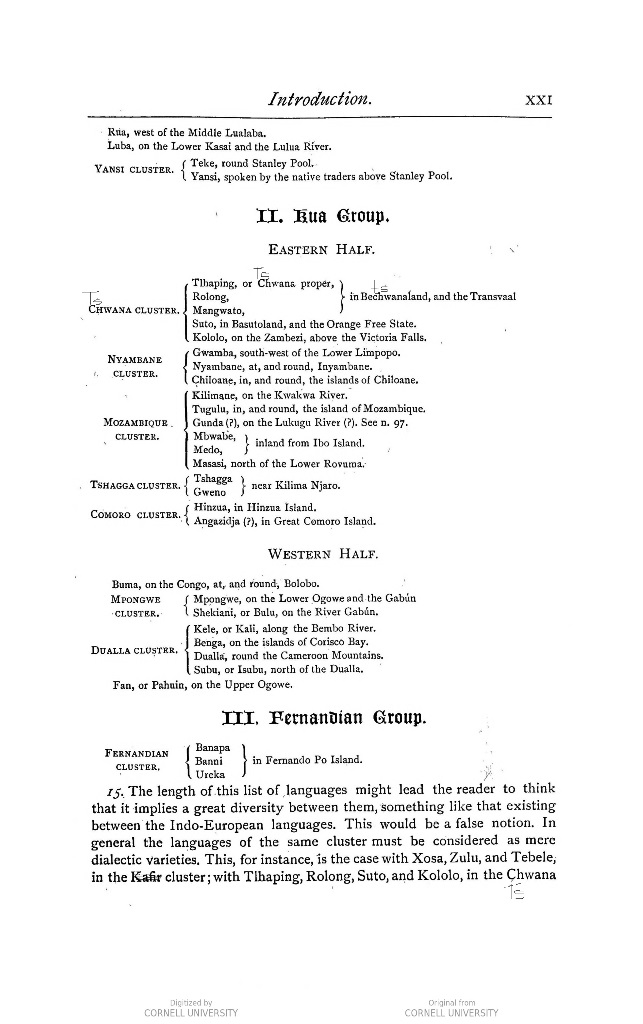 Introduction. XXI
Rua, west of the Middle Lualaba.
Luba, on the Lower Kasai and the Lulua River.
YANSI CLUSTER. { Teke, round Stanley Pool.
Yansi, spoken by the native traders above Stanley Pool.
II. Kua Group.
EASTERN HALF.
Ts
Tlhaping, or Chwana proper,
Rolong,
Mangwato,
} in Bechwanaland, and the Transvaal
ts
Ts
CHWANA CLUSTER.
Suto, in Basutoland, and the Orange Free State.
Kololo, on the Zambezi, above the Victoria Falls.
NYAMBANE
CLUSTER.
Gwamba, south-west of the Lower Limpopo.
Nyambane, at, and round, Inyambane.
Chiloane, in, and round, the islands of Chiloane.
MOZAMBIQUE
CLUSTER.
Kilimane, on the Kwakwa River.
Tugulu, in, and round, the island of Mozambique.
Gunda (?), on the Lukugu River (?). See n. 97.
Mbwabe,
Medo,
} inland from Ibo Island.
Masasi, north of the Lower Rovuma.
TSHAGGA CLUSTER. { Tshagga
Gweno } near Kilima Njaro.
COMORO CLUSTER. { Hinzua, in Hinzua Island.
Angazidja (?), in Great Comoro Island.
WESTERN HALF.
Buma, on the Congo, at, and round, Bolobo.
MPONGWE
CLUSTER.
Mpongwe, on the Lower Ogowe and the Gabún
Shekiani, or Bulu, on the River Gabún.
DUALLA CLUSTER.
Kele, or Kali, along the Bembo River.
Benga, on the islands of Corisco Bay.
Dualla, round the Cameroon Mountains.
Subu, or Isubu, north of the Dualla.
Fan, or Pahuin, on the Upper Ogowe.
III. Fernandian Group.
FERNANDIAN
CLUSTER.
Banapa
Banni
Ureka
} in Fernando Po Island.
15. The length of this list of languages might lead the reader to think
that it implies a great diversity between them, something like that existing
between the Indo-European languages. This would be a false notion. In
general the languages of the same cluster must be considered as mere
dialectic varieties. This, for instance, is the case with Xosa, Zulu, and Tebele,
in the Kafir cluster; with Tlhaping, Rolong, Suto, and Kololo, in the Chwana
Ts
Digitized by
CORNELL UNIVERSITY
Original from
CORNELL UNIVERSITY